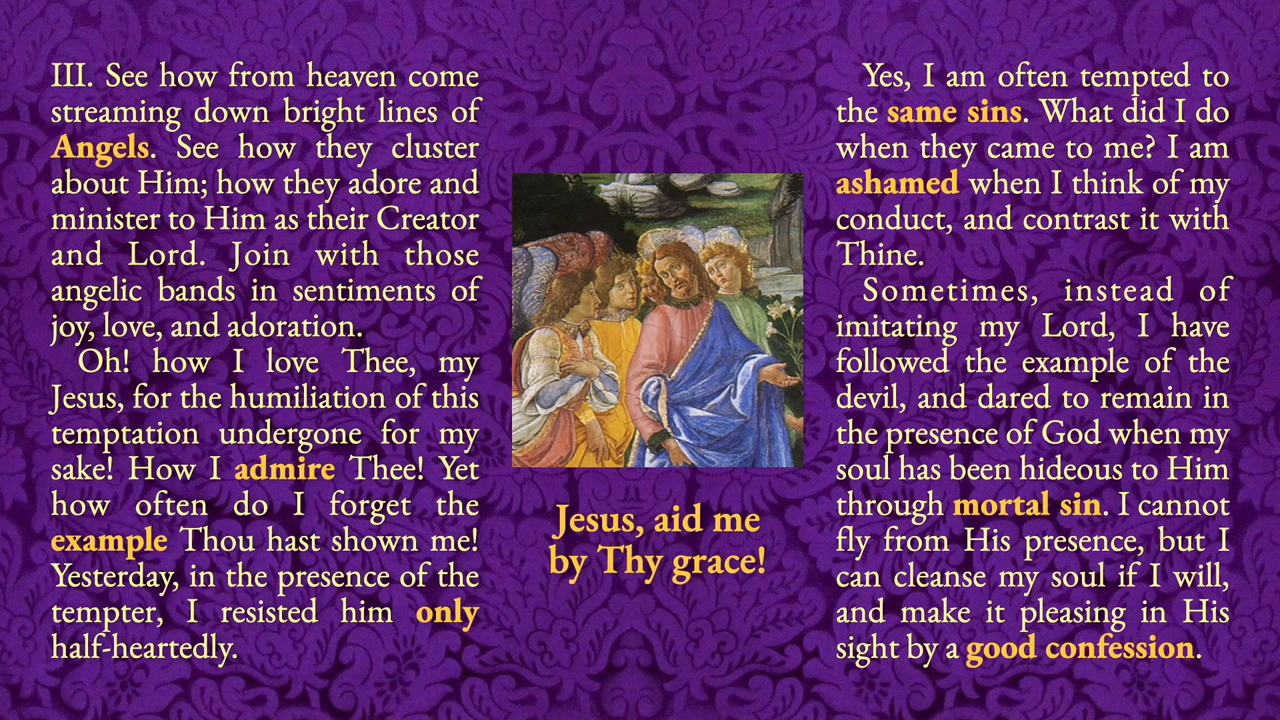 III. See how from heaven come
streaming down bright lines of
Angels. See how they cluster
about Him; how they adore and
minister to Him as their Creator
and Lord. Join with those
angelic bands in sentiments of
joy, love, and adoration.
Oh! how I love Thee, my
Jesus, for the humiliation of this
temptation undergone for my
sake! How I admire Thee! Yet
how often do I forget the
example Thou hast shown me!
Yesterday, in the presence of the
tempter, I resisted him only
half-heartedly.
Jesus, aid me
by Thy grace!
Yes, I am often tempted to
the same sins. What did I do
when they came to me? I am
ashamed when I think of my
conduct, and contrast it with
Thine.
Sometimes, instead of
imitating my Lord, I have
followed the example of the
devil, and dared to remain in
the presence of God when my
soul has been hideous to Him
through mortal sin. I cannot
fly from His presence, but I
can cleanse my soul if I will,
and make it pleasing in His
sight by a good confession.